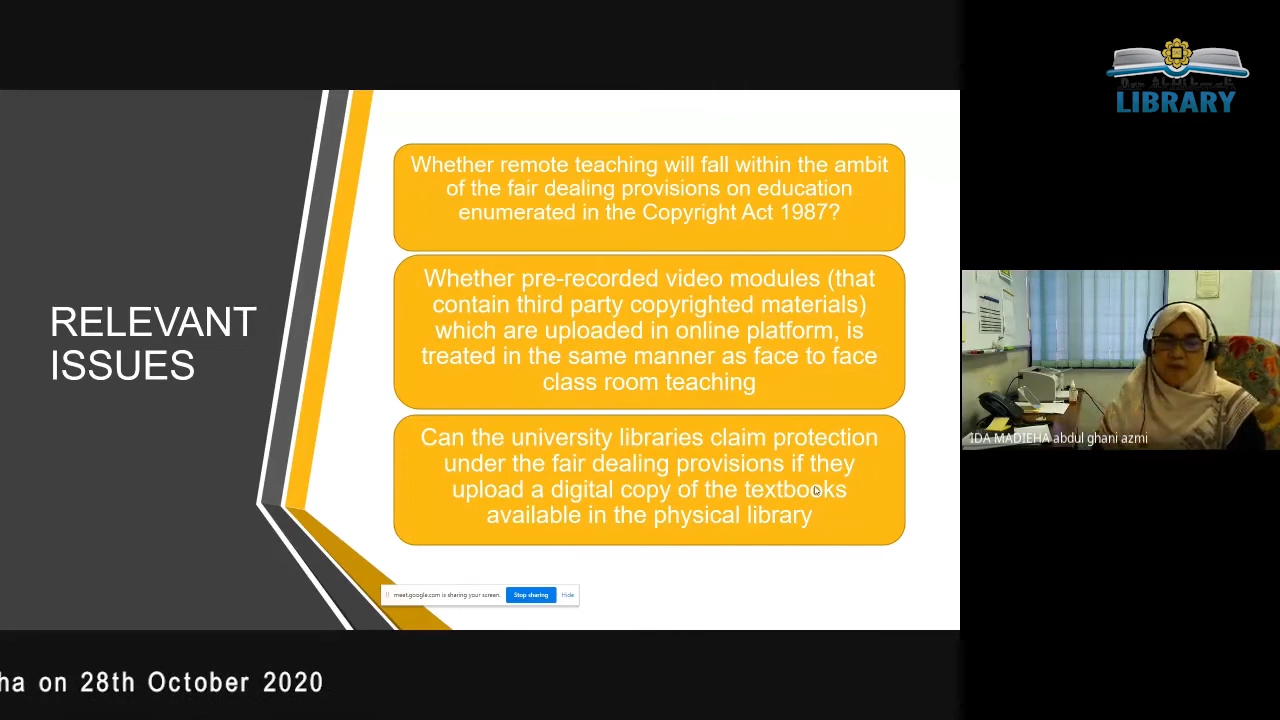 LIBRARY
RELEVANT
ISSUES
Whether remote teaching will fall within the ambit
of the fair dealing provisions on education
enumerated in the Copyright Act 1987?
Whether pre-recorded video modules (that
contain third party copyrighted materials)
which are uploaded in online platform, is
treated in the same manner as face to face
class room teaching
Can the university libraries claim protection
under the fair dealing provisions if they
upload a digital copy of the textbooks
available in the physical library
meet.google.com is sharing your screen.
Stop sharing
Hide
IDA MADIEHA abdul ghani azmi
ha on 28th October 2020